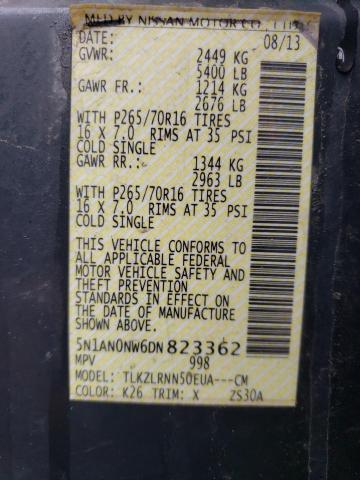 MFD BY NISSAN MOTOR CO., LTD.
DATE: 08/13
GVWR: 2449 KG
5400 LB
GAWR FR.: 1214 KG
2676 LB
WITH P265/70R16 TIRES
16 X 7.0 RIMS AT 35 PSI
COLD SINGLE
GAWR RR.: 1344 KG
2963 LB
WITH P265/70R16 TIRES
16 X 7.0 RIMS AT 35 PSI
COLD SINGLE
THIS VEHICLE CONFORMS TO
ALL APPLICABLE FEDERAL
MOTOR VEHICLE SAFETY AND
THEFT PREVENTION
STANDARDS IN EFFECT ON
THE DATE OF MANUFACTURE
SHOWN ABOVE.
5N1AN0NW6DN823362
MPV 998
MODEL: TLKZLRNN50EUA---CM
COLOR: K26 TRIM: X ZS30A